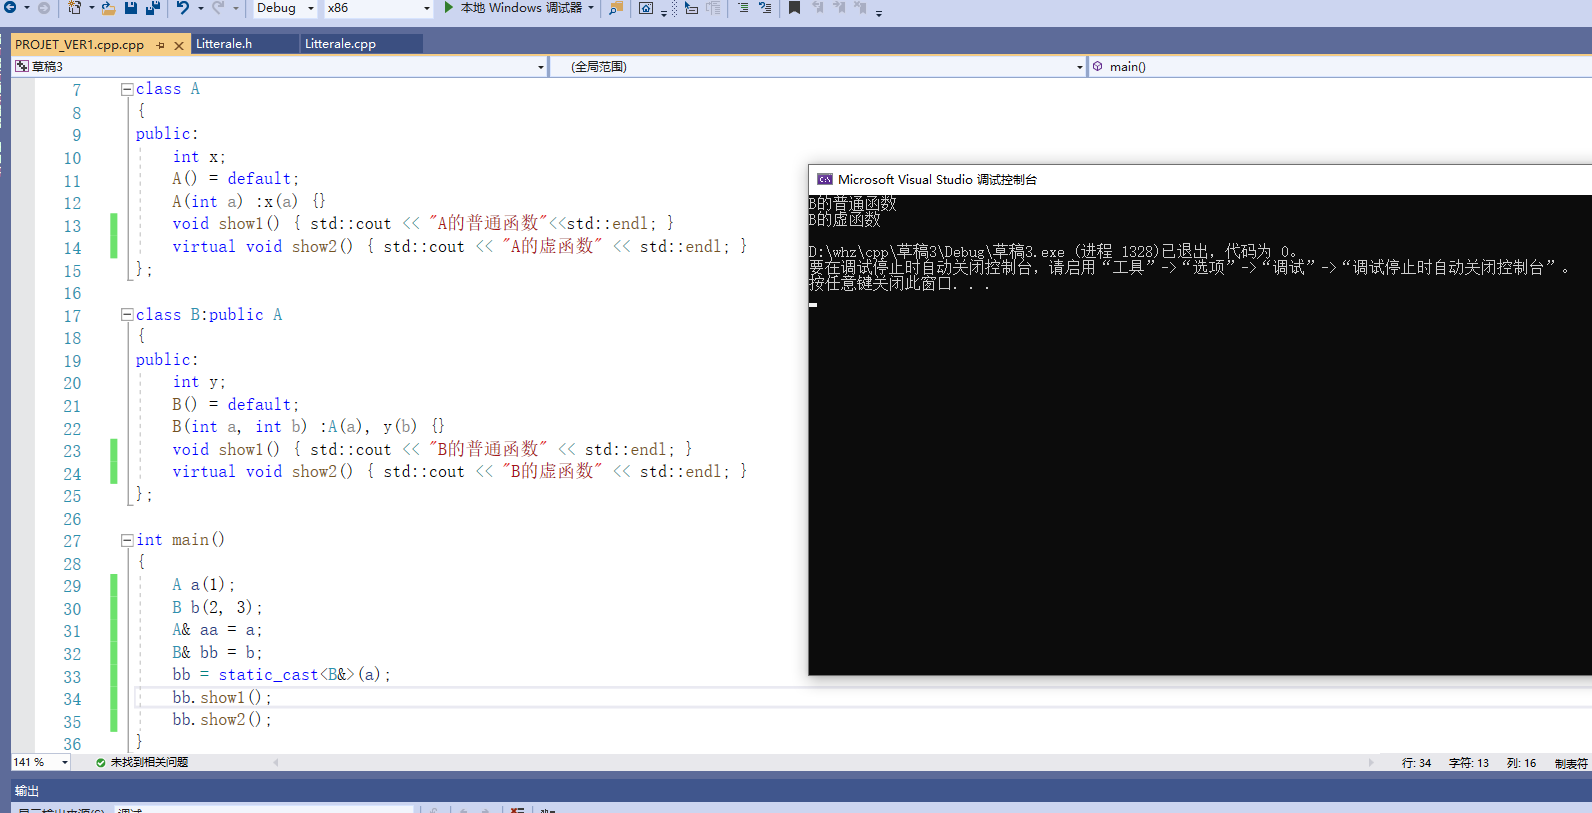 Debug x86 本地 Windows 调试器
PROJET_VER1.cpp.cpp Litterale.h Litterale.cpp
草稿3 (全局范围) main()
7 class A
8 {
9 public:
10 int x;
11 A() = default;
12 A(int a) :x(a) {}
13 void show1() { std::cout << "A的普通函数"<<std::endl; }
14 virtual void show2() { std::cout << "A的虚函数" << std::endl; }
15 };
16
17 class B:public A
18 {
19 public:
20 int y;
21 B() = default;
22 B(int a, int b) :A(a), y(b) {}
23 void show1() { std::cout << "B的普通函数" << std::endl; }
24 virtual void show2() { std::cout << "B的虚函数" << std::endl; }
25 };
26
27 int main()
28 {
29 A a(1);
30 B b(2, 3);
31 A& aa = a;
32 B& bb = b;
33 bb = static_cast<B&>(a);
34 bb.show1();
35 bb.show2();
36 }
Microsoft Visual Studio 调试控制台
B的普通函数
B的虚函数
D:\whz\cpp\草稿3\Debug\草稿3.exe (进程 1328)已退出，代码为 0。
要在调试停止时自动关闭控制台，请启用“工具”->“选项”->“调试”->“调试停止时自动关闭控制台”。
按任意键关闭此窗口. . .
141 % 未找到相关问题 行: 34 字符: 13 列: 16 制表符
输出
显示输出来源(S): 调试